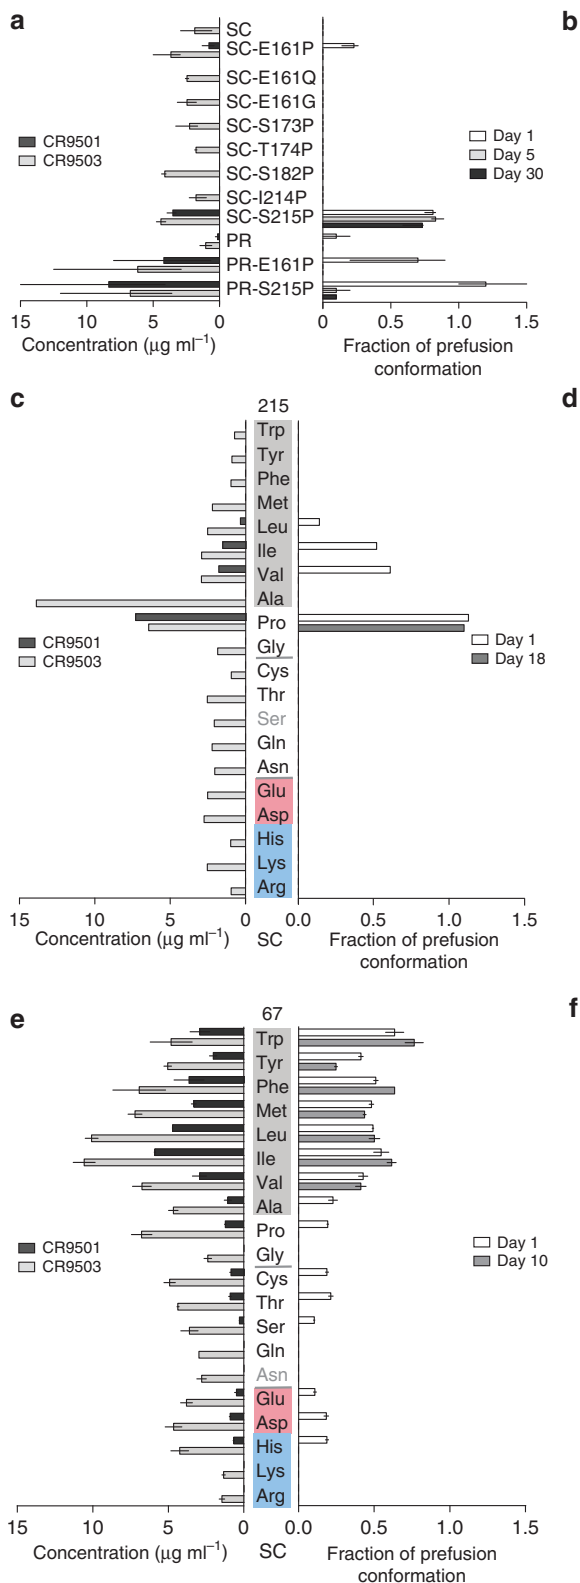 a
b
SC
SC-E161P
SC-E161Q
SC-E161G
SC-S173P
SC-T174P
SC-S182P
SC-I214P
SC-S215P
PR
PR-E161P
PR-S215P
CR9501
CR9503
Day 1
Day 5
Day 30
15 10 5 0
0 0.5 1.0 1.5
Concentration (μg ml⁻¹)
Fraction of prefusion
conformation
c
d
215
Trp
Tyr
Phe
Met
Leu
Ile
Val
Ala
Pro
Gly
Cys
Thr
Ser
Gln
Asn
Glu
Asp
His
Lys
Arg
CR9501
CR9503
Day 1
Day 18
15 10 5 0
0.0 0.5 1.0 1.5
Concentration (μg ml⁻¹)
SC
Fraction of prefusion
conformation
e
f
67
Trp
Tyr
Phe
Met
Leu
Ile
Val
Ala
Pro
Gly
Cys
Thr
Ser
Gln
Asn
Glu
Asp
His
Lys
Arg
CR9501
CR9503
Day 1
Day 10
15 10 5 0
0.0 0.5 1.0 1.5
Concentration (μg ml⁻¹)
SC
Fraction of prefusion
conformation